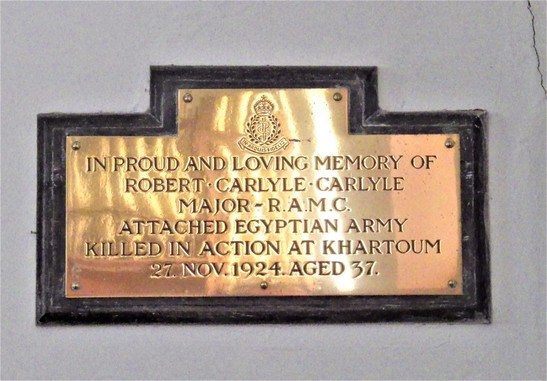 IN PROUD AND LOVING MEMORY OF
ROBERT·CARLYLE·CARLYLE
MAJOR ~ R.A.M.C.
ATTACHED EGYPTIAN ARMY
KILLED IN ACTION AT KHARTOUM
27. NOV. 1924. AGED 37.